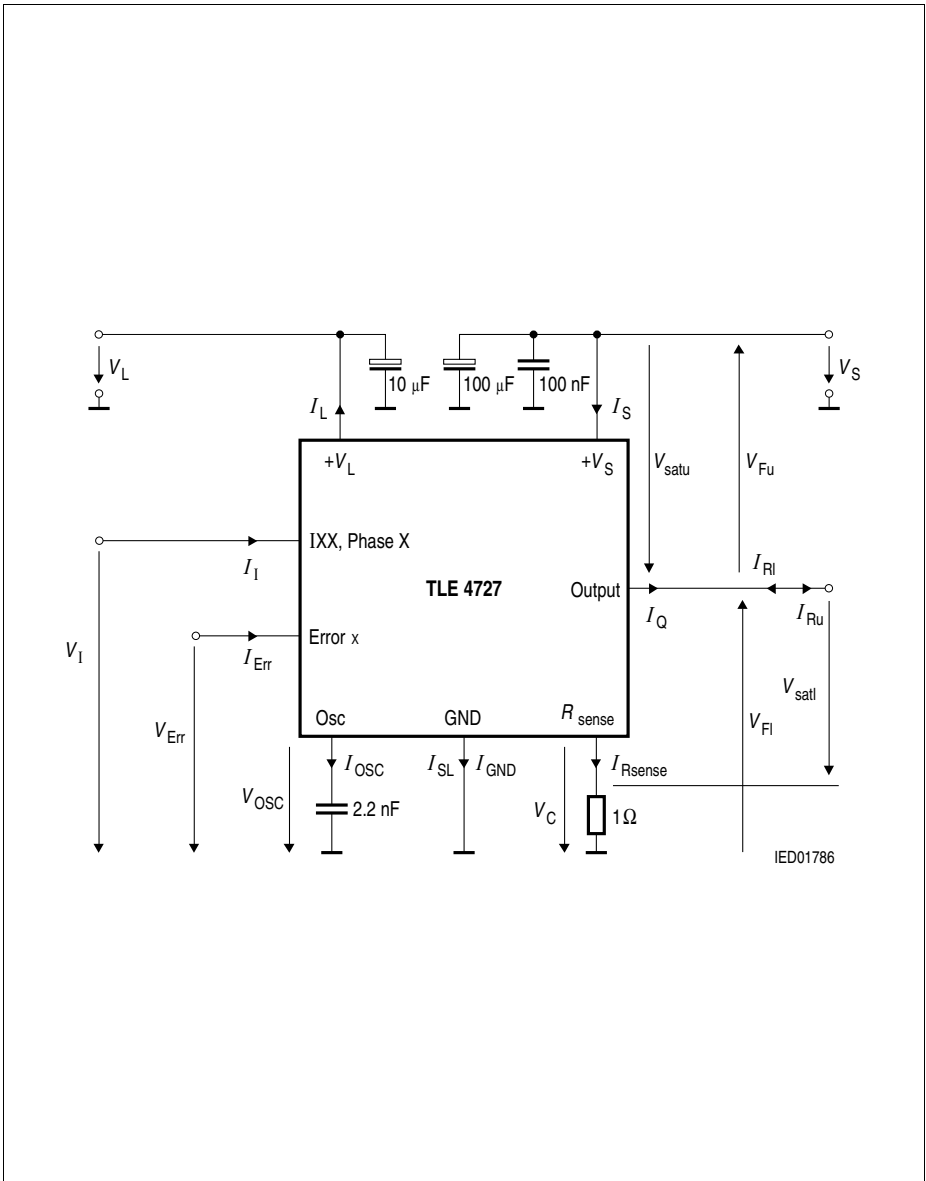 V_L
10 µF
100 µF
100 nF
V_S
I_L
I_S
+V_L
+V_S
V_satu
V_Fu
IXX, Phase X
I_I
TLE 4727
Output
I_Q
I_Rl
I_Ru
Error x
I_Err
V_I
V_satl
V_Err
Osc
GND
R_sense
V_Fl
I_OSC
I_SL
I_GND
I_Rsense
V_OSC
2.2 nF
V_C
1Ω
IED01786